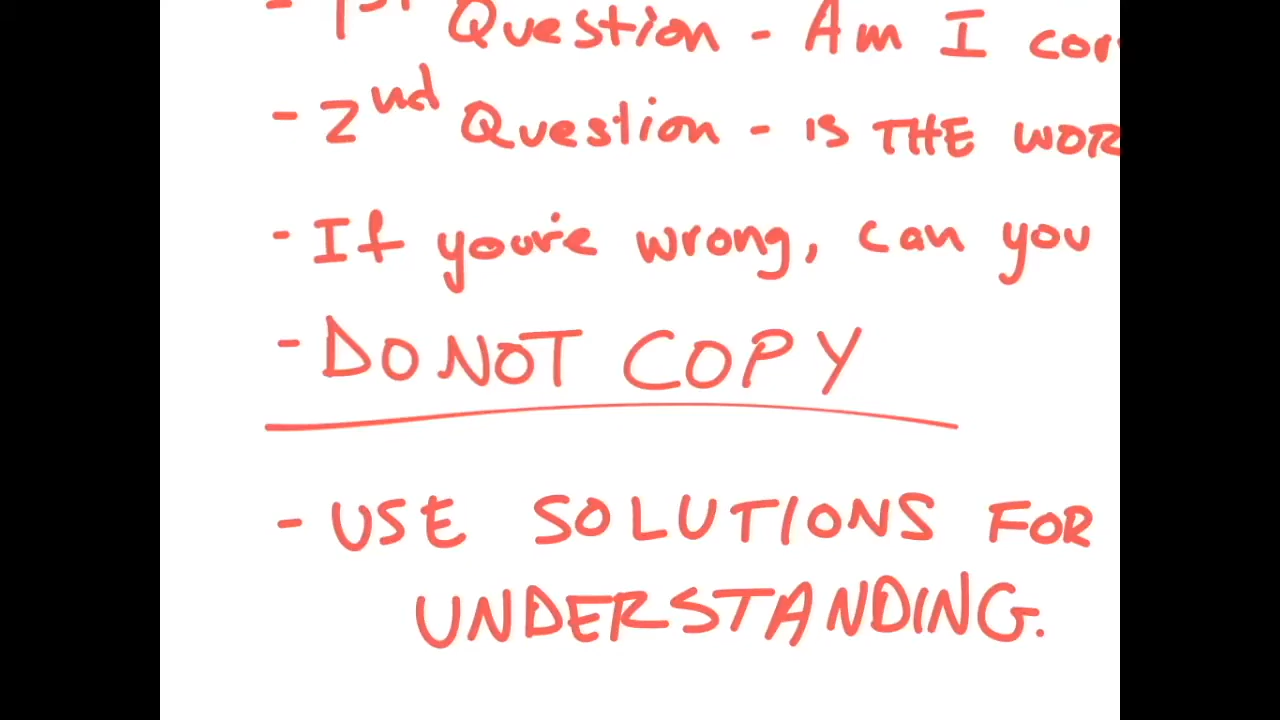 - 1st Question - Am I
- 2nd Question - is THE
- If you're wrong, can you
- DO NOT COPY
- USE SOLUTIONS FOR
UNDERSTANDING.